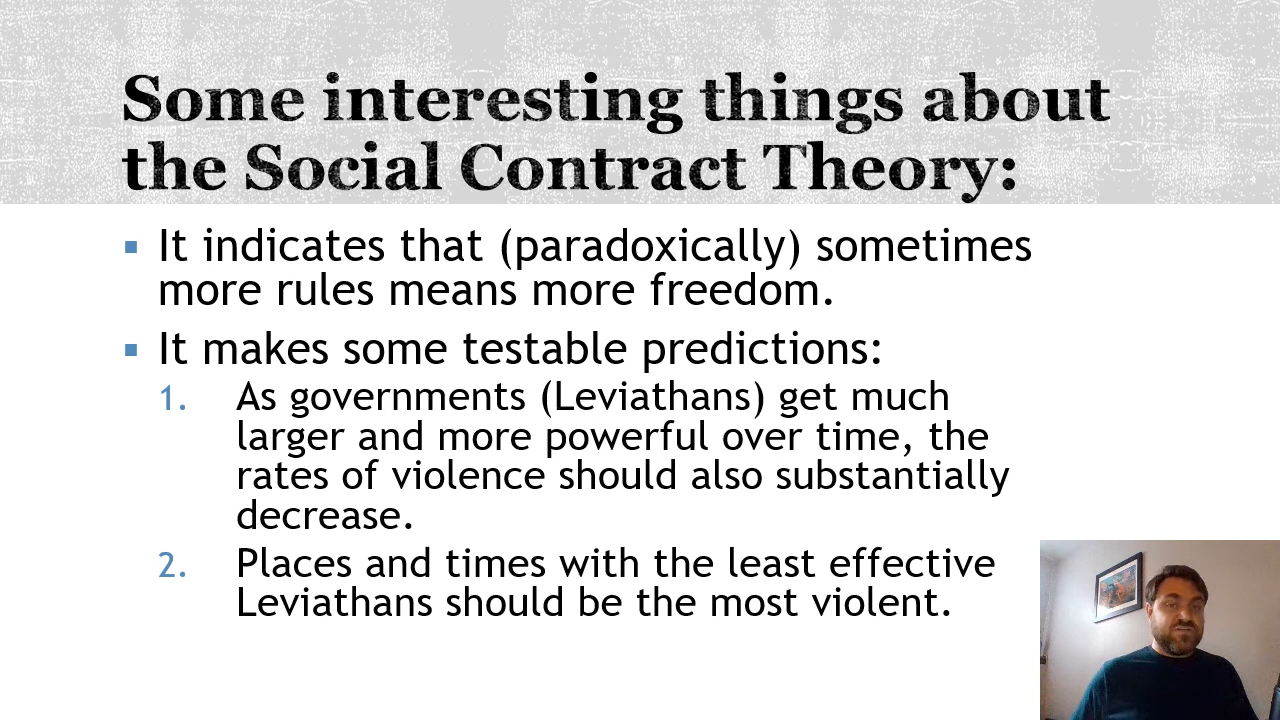 Some interesting things about
the Social Contract Theory:
▪ It indicates that (paradoxically) sometimes
more rules means more freedom.
▪ It makes some testable predictions:
1. As governments (Leviathans) get much
larger and more powerful over time, the
rates of violence should also substantially
decrease.
2. Places and times with the least effective
Leviathans should be the most violent.